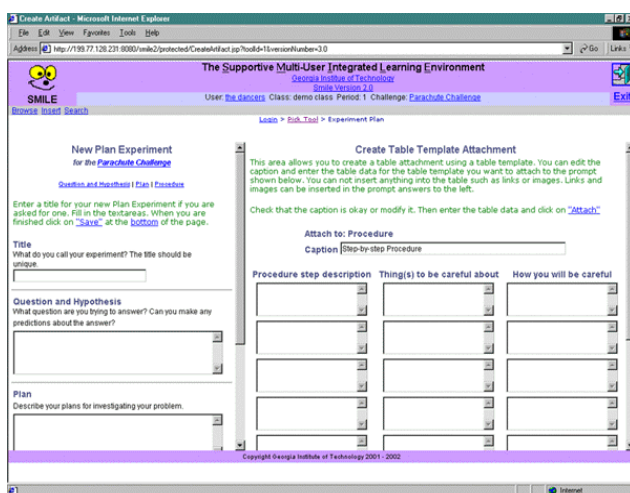 Create Artifact - Microsoft Internet Explorer
File Edit View Favorites Tools Help
Address http://199.77.128.231:8080/smile2/protected/CreateArtifact.jsp?toolId=1&versionNumber=3.0 Go Links
The Supportive Multi-User Integrated Learning Environment
Georgia Institue of Technology
Smile Version 2.0
SMILE User: the dancers Class: demo class Period: 1 Challenge: Parachute Challenge Exit
Browse Insert Search
Login > Pick Tool > Experiment Plan
New Plan Experiment
for the Parachute Challenge
Question and Hypothesis | Plan | Procedure
Enter a title for your new Plan Experiment if you are
asked for one. Fill in the textareas. When you are
finished click on "Save" at the bottom of the page.
Title
What do you call your experiment? The title should be
unique.
Question and Hypothesis
What question are you trying to answer? Can you make any
predictions about the answer?
Plan
Describe your plans for investigating your problem.
Create Table Template Attachment
This area allows you to create a table attachment using a table template. You can edit the
caption and enter the table data for the table template you want to attach to the prompt
shown below. You can not insert anything into the table such as links or images. Links and
images can be inserted in the prompt answers to the left.
Check that the caption is okay or modify it. Then enter the table data and click on "Attach"
Attach to: Procedure
Caption Step-by-step Procedure
Procedure step description Thing(s) to be careful about How you will be careful
Copyright Georgia Institute of Technology 2001 - 2002
Internet